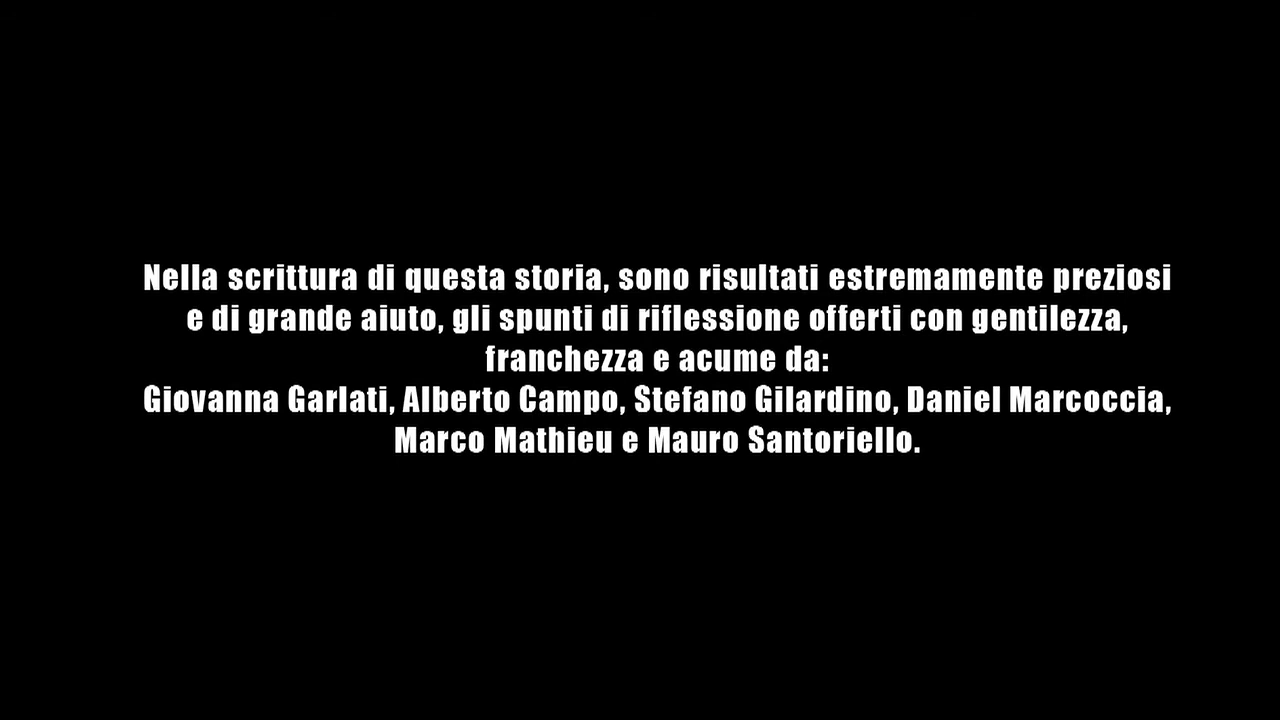 Nella scrittura di questa storia, sono risultati estremamente preziosi
e di grande aiuto, gli spunti di riflessione offerti con gentilezza,
franchezza e acume da:
Giovanna Garlati, Alberto Campo, Stefano Gilardino, Daniel Marcoccia,
Marco Mathieu e Mauro Santoriello.